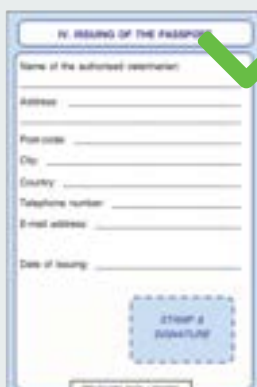 IV. ISSUING OF THE PASSPORT
Name of the authorised veterinarian:
Address:
Post-code:
City:
Country:
Telephone number:
E-mail address:
Date of issuing:
STAMP &
SIGNATURE